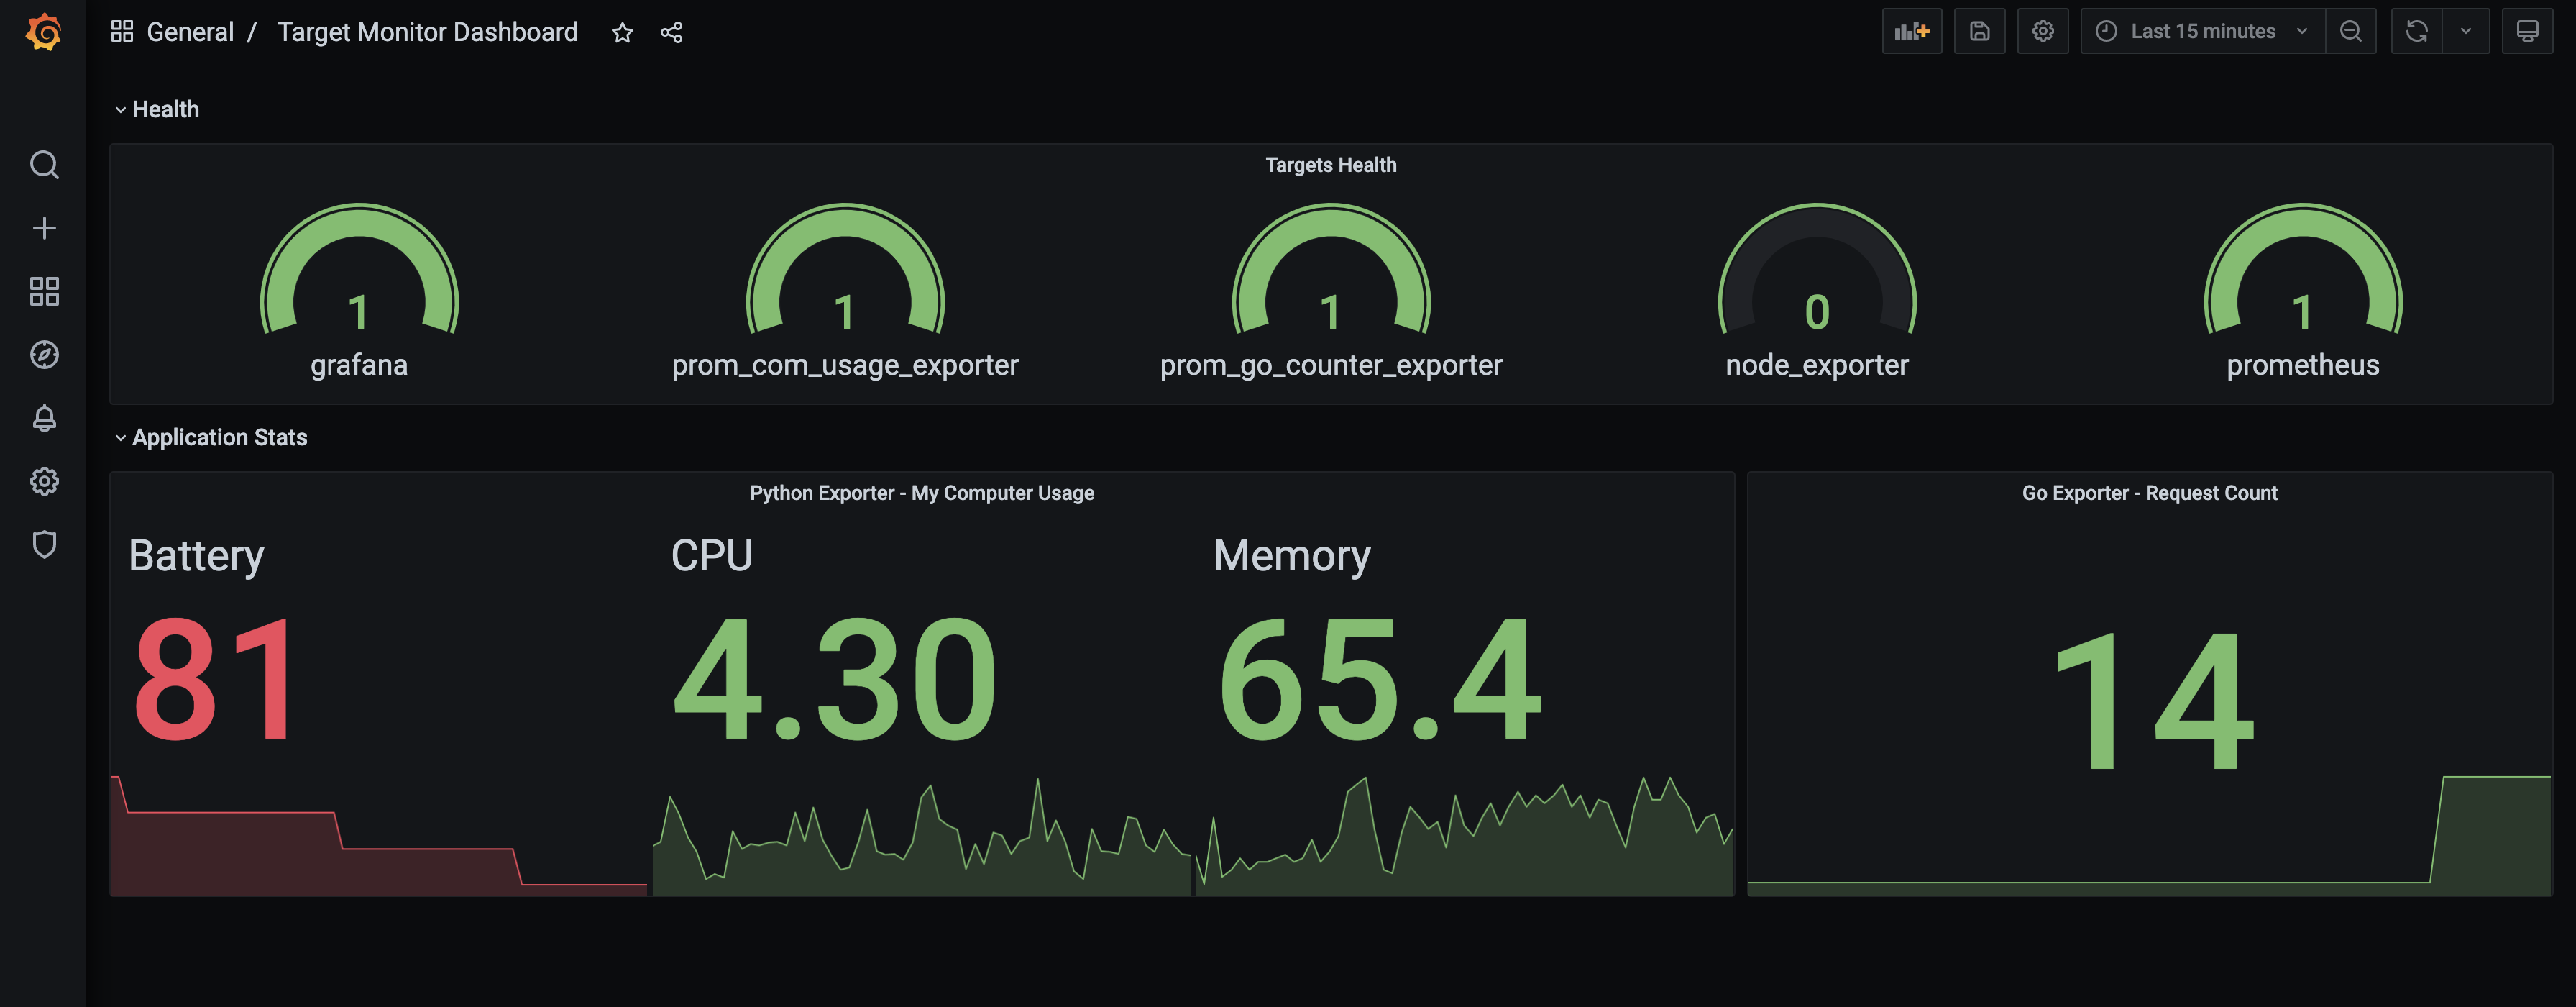 General / Target Monitor Dashboard
Last 15 minutes
Health
Targets Health
1
grafana
1
prom_com_usage_exporter
1
prom_go_counter_exporter
0
node_exporter
1
prometheus
Application Stats
Python Exporter - My Computer Usage
Battery
81
CPU
4.30
Memory
65.4
Go Exporter - Request Count
14